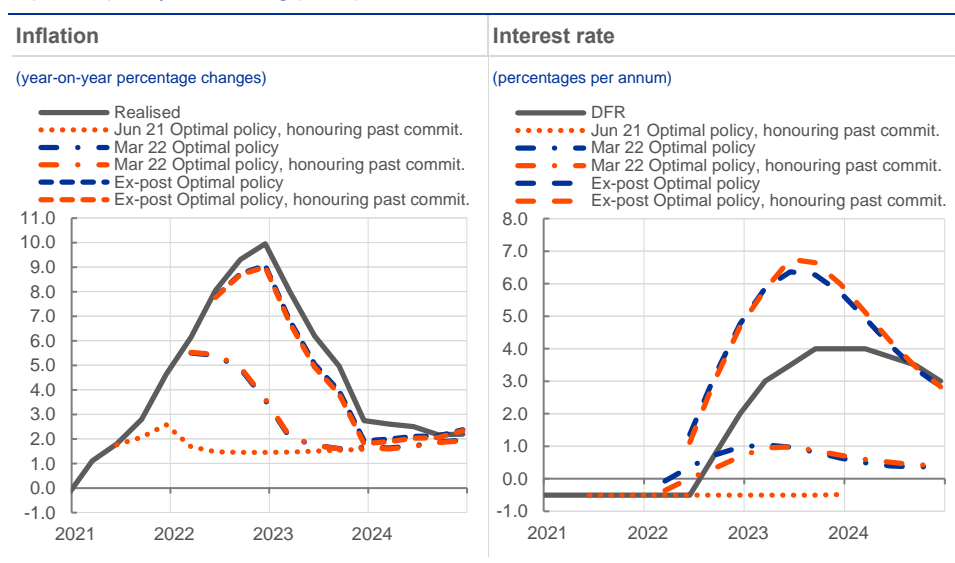 Inflation
(year-on-year percentage changes)
Realised
Jun 21 Optimal policy, honouring past commit.
Mar 22 Optimal policy
Mar 22 Optimal policy, honouring past commit.
Ex-post Optimal policy
Ex-post Optimal policy, honouring past commit.
11.0
10.0
9.0
8.0
7.0
6.0
5.0
4.0
3.0
2.0
1.0
0.0
-1.0
2021 2022 2023 2024
Interest rate
(percentages per annum)
DFR
Jun 21 Optimal policy, honouring past commit.
Mar 22 Optimal policy
Mar 22 Optimal policy, honouring past commit.
Ex-post Optimal policy
Ex-post Optimal policy, honouring past commit.
8.0
7.0
6.0
5.0
4.0
3.0
2.0
1.0
0.0
-1.0
2021 2022 2023 2024